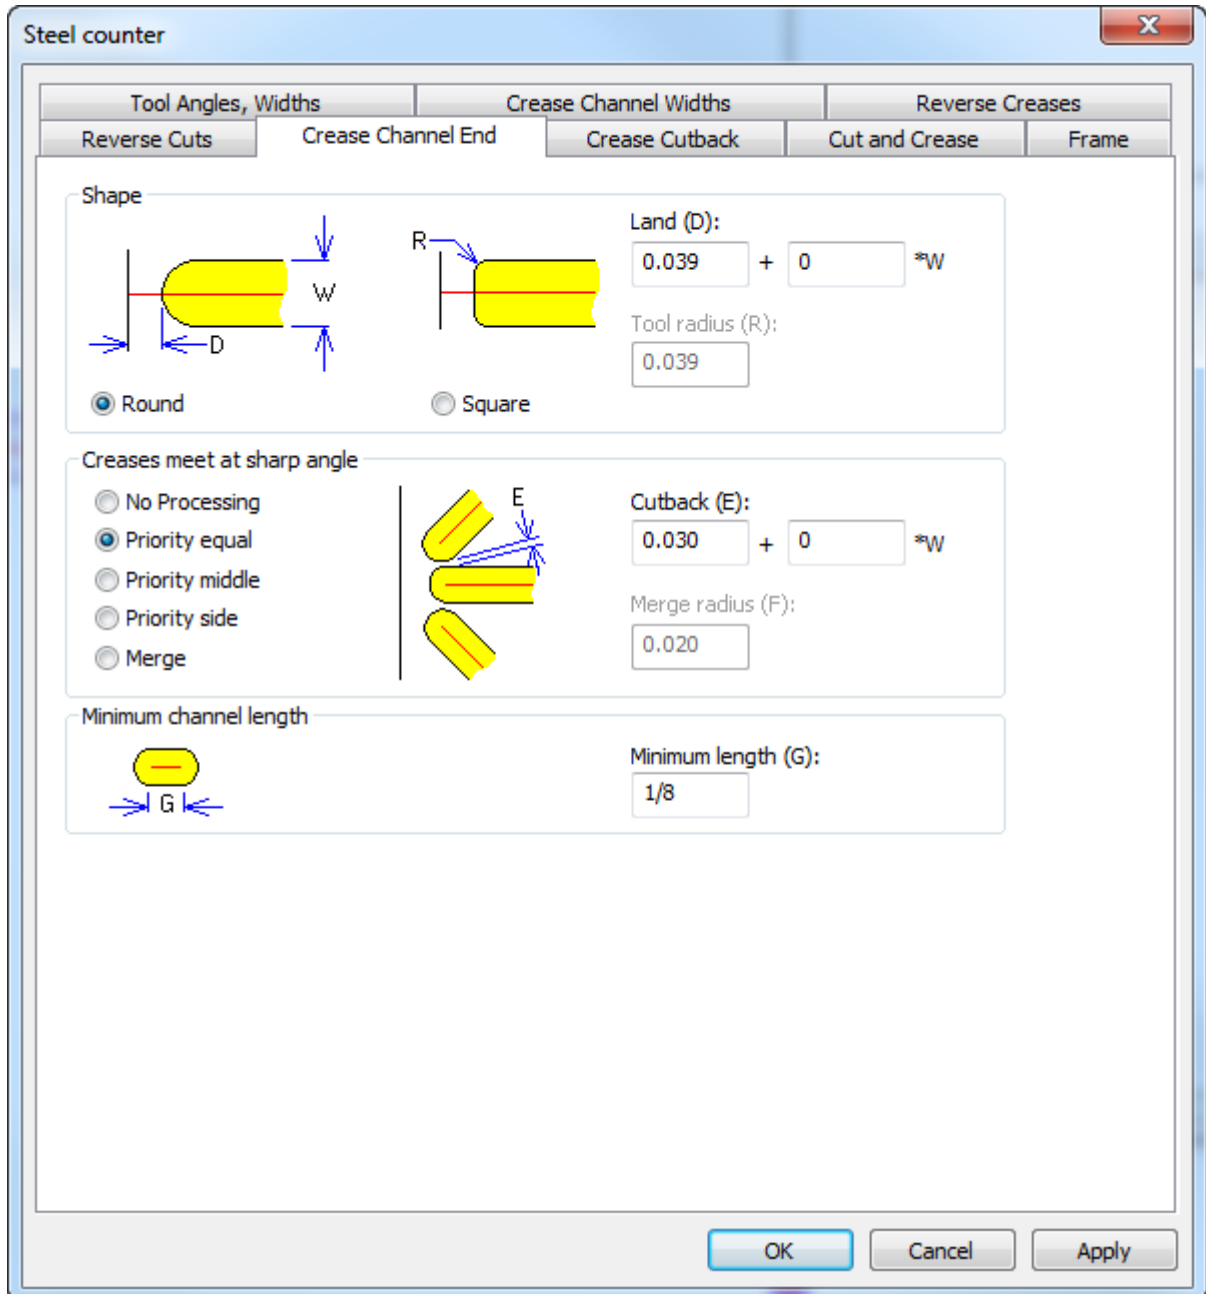 Steel counter
Tool Angles, Widths
Crease Channel Widths
Reverse Creases
Reverse Cuts
Crease Channel End
Crease Cutback
Cut and Crease
Frame
Shape
W
D
R
Land (D):
0.039 + 0 *W
Tool radius (R):
0.039
Round
Square
Creases meet at sharp angle
No Processing
Priority equal
Priority middle
Priority side
Merge
E
Cutback (E):
0.030 + 0 *W
Merge radius (F):
0.020
Minimum channel length
G
Minimum length (G):
1/8
OK
Cancel
Apply